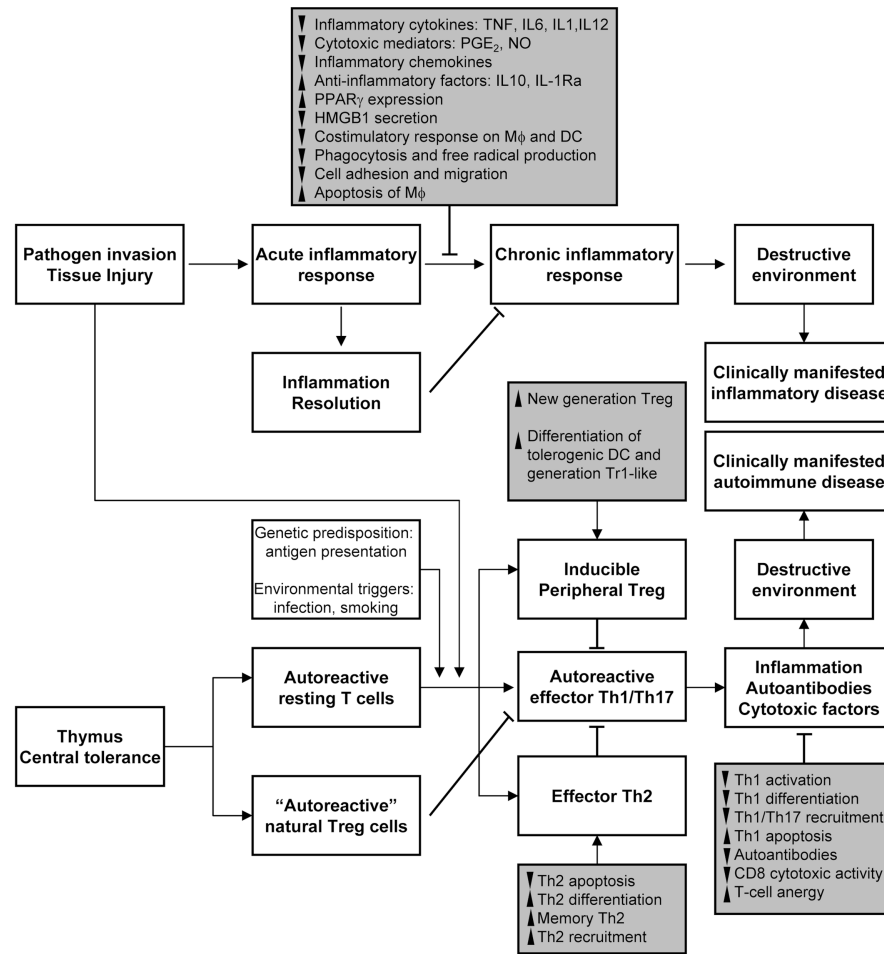 Inflammatory cytokines: TNF, IL6, IL1,IL12
Cytotoxic mediators: PGE₂, NO
Inflammatory chemokines
Anti-inflammatory factors: IL10, IL-1Ra
PPARγ expression
HMGB1 secretion
Costimulatory response on Mϕ and DC
Phagocytosis and free radical production
Cell adhesion and migration
Apoptosis of Mϕ
Pathogen invasion
Tissue Injury
Acute inflammatory
response
Chronic inflammatory
response
Destructive
environment
Inflammation
Resolution
Clinically manifested
inflammatory disease
New generation Treg
Differentiation of
tolerogenic DC and
generation Tr1-like
Clinically manifested
autoimmune disease
Genetic predisposition:
antigen presentation
Environmental triggers:
infection, smoking
Inducible
Peripheral Treg
Destructive
environment
Autoreactive
resting T cells
Autoreactive
effector Th1/Th17
Inflammation
Autoantibodies
Cytotoxic factors
Thymus
Central tolerance
“Autoreactive”
natural Treg cells
Effector Th2
Th1 activation
Th1 differentiation
Th1/Th17 recruitment
Th1 apoptosis
Autoantibodies
CD8 cytotoxic activity
T-cell anergy
Th2 apoptosis
Th2 differentiation
Memory Th2
Th2 recruitment